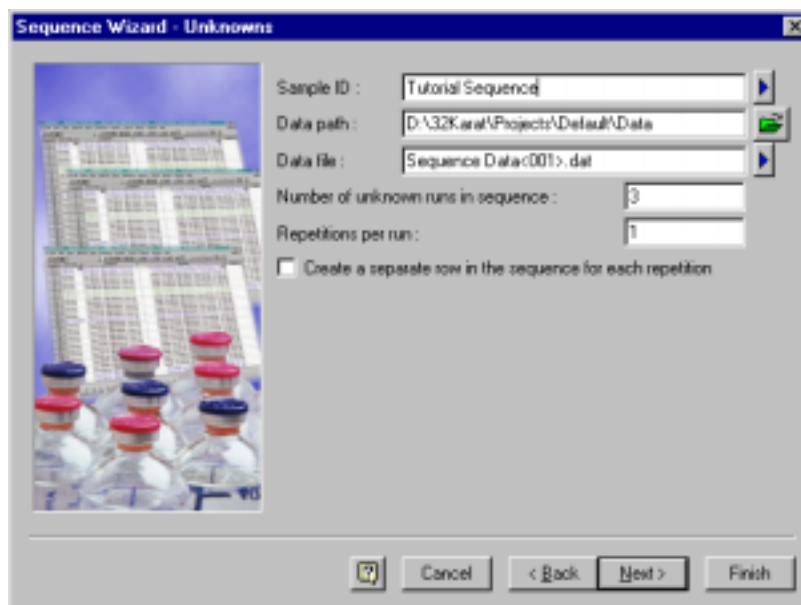 Sequence Wizard - Unknowns
Sample ID : Tutorial Sequence
Data path : D:\32Karat\Projects\Default\Data
Data file : Sequence Data<001>.dat
Number of unknown runs in sequence : 3
Repetitions per run : 1
Create a separate row in the sequence for each repetition
Cancel < Back Next > Finish